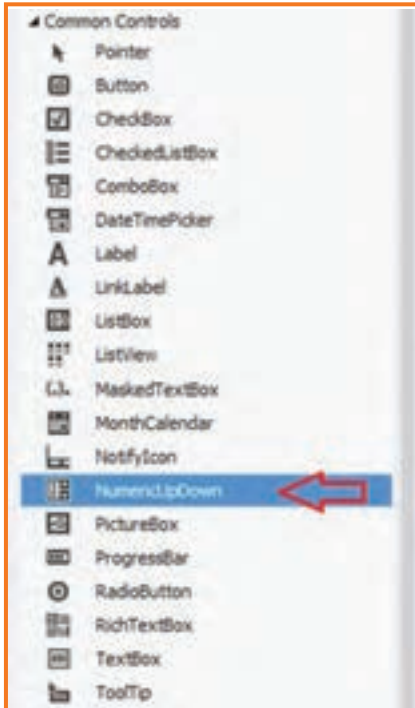 Common Controls
Pointer
Button
CheckBox
CheckedListBox
ComboBox
DateTimePicker
Label
LinkLabel
ListBox
ListView
MaskedTextBox
MonthCalendar
NotifyIcon
NumericUpDown
PictureBox
ProgressBar
RadioButton
RichTextBox
TextBox
ToolTip